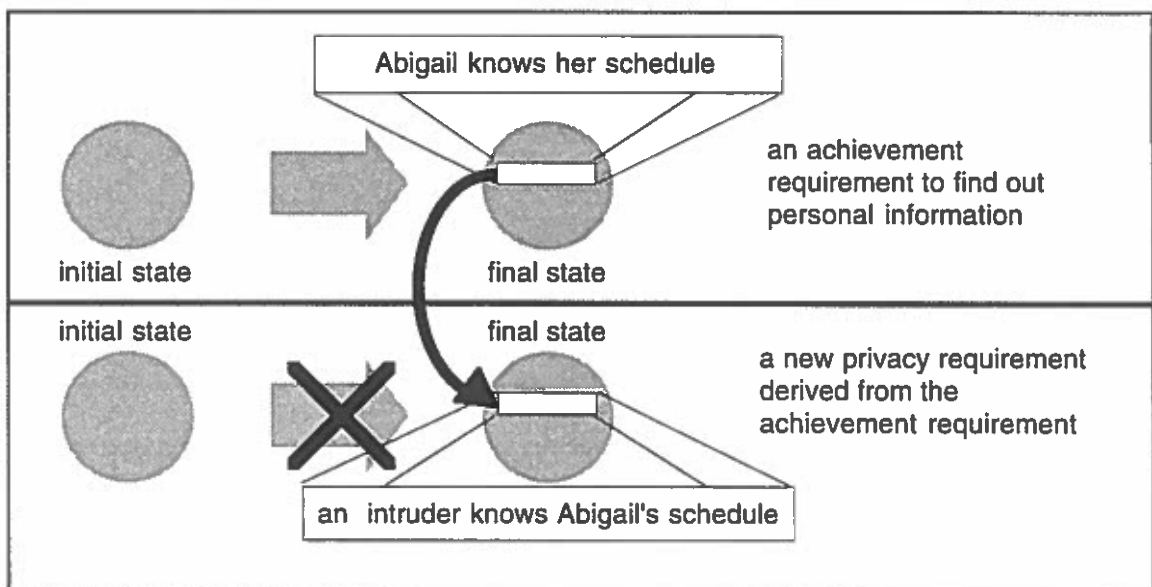 Abigail knows her schedule
an achievement
requirement to find out
personal information
initial state
final state
initial state
final state
a new privacy requirement
derived from the
achievement requirement
an intruder knows Abigail's schedule